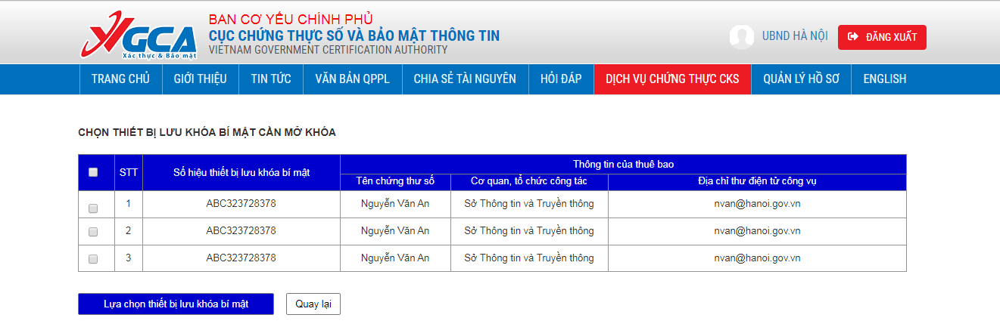 BAN CƠ YẾU CHÍNH PHỦ
CỤC CHỨNG THỰC SỐ VÀ BẢO MẬT THÔNG TIN
VIETNAM GOVERNMENT CERTIFICATION AUTHORITY
VGCA
Xác thực & Bảo mật
UBND HÀ NỘI ĐĂNG XUẤT
TRANG CHỦ GIỚI THIỆU TIN TỨC VĂN BẢN QPPL CHIA SẺ TÀI NGUYÊN HỎI ĐÁP DỊCH VỤ CHỨNG THỰC CKS QUẢN LÝ HỒ SƠ ENGLISH
CHỌN THIẾT BỊ LƯU KHÓA BÍ MẬT CẦN MỞ KHÓA
STT Số hiệu thiết bị lưu khóa bí mật Thông tin của thuê bao
Tên chứng thư số Cơ quan, tổ chức công tác Địa chỉ thư điện tử công vụ
1 ABC323728378 Nguyễn Văn An Sở Thông tin và Truyền thông nvan@hanoi.gov.vn
2 ABC323728378 Nguyễn Văn An Sở Thông tin và Truyền thông nvan@hanoi.gov.vn
3 ABC323728378 Nguyễn Văn An Sở Thông tin và Truyền thông nvan@hanoi.gov.vn
Lựa chọn thiết bị lưu khóa bí mật Quay lại